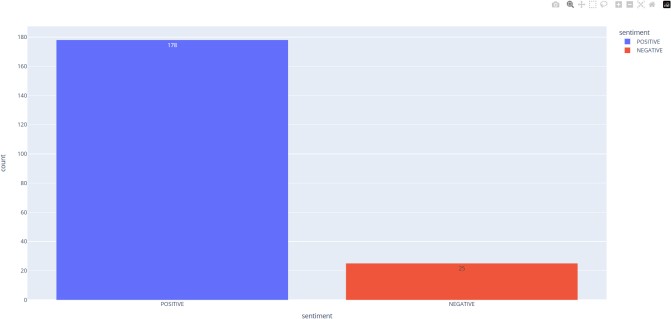 180
160
140
120
100
80
60
40
20
0
count
178
25
POSITIVE
NEGATIVE
sentiment
sentiment
POSITIVE
NEGATIVE